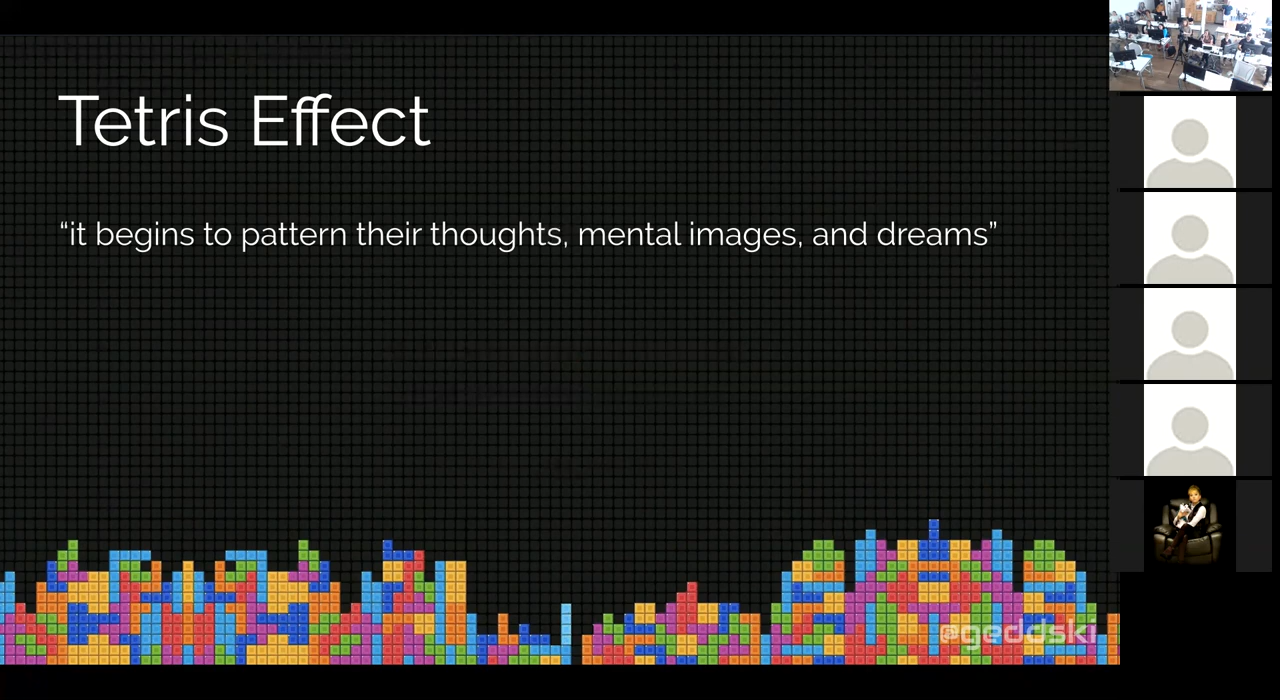 Tetris Effect
“it begins to pattern their thoughts, mental images, and dreams”
@geddski